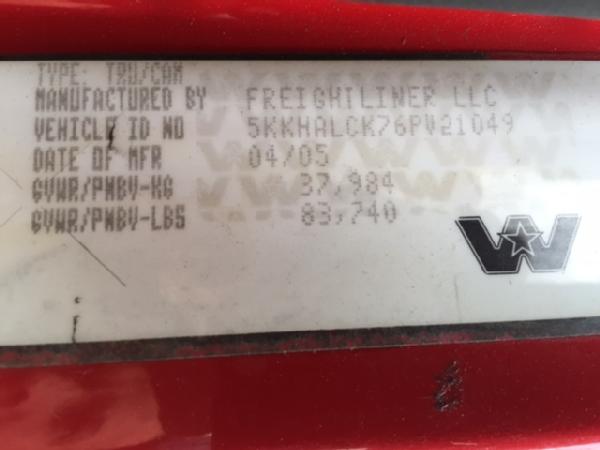 TYPE: TRU/CAM
MANUFACTURED BY FREIGHTLINER LLC
VEHICLE ID NO 5KKHALCK76PV21049
DATE OF MFR 04/05
GVWR/PNBV-KG 37,984
GVWR/PNBV-LBS 83,740